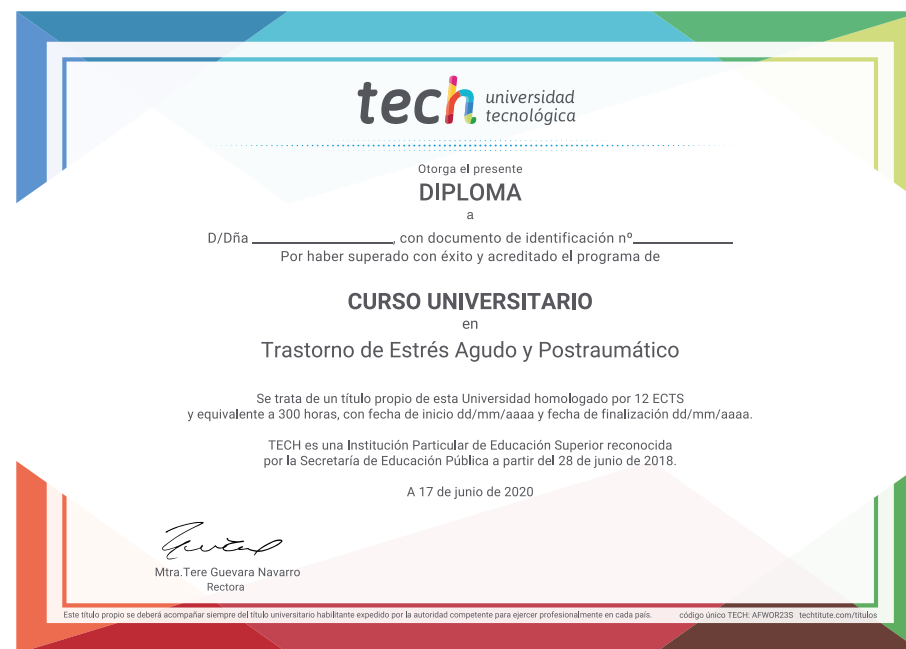 tech universidad
tecnológica
Otorga el presente
DIPLOMA
a
D/Dña ____________________, con documento de identificación nº______________
Por haber superado con éxito y acreditado el programa de
CURSO UNIVERSITARIO
en
Trastorno de Estrés Agudo y Postraumático
Se trata de un título propio de esta Universidad homologado por 12 ECTS
y equivalente a 300 horas, con fecha de inicio dd/mm/aaaa y fecha de finalización dd/mm/aaaa.
TECH es una Institución Particular de Educación Superior reconocida
por la Secretaría de Educación Pública a partir del 28 de junio de 2018.
A 17 de junio de 2020
Mtra.Tere Guevara Navarro
Rectora
Este título propio se deberá acompañar siempre del título universitario habilitante expedido por la autoridad competente para ejercer profesionalmente en cada país. código único TECH: AFWOR23S techtitute.com/titulos